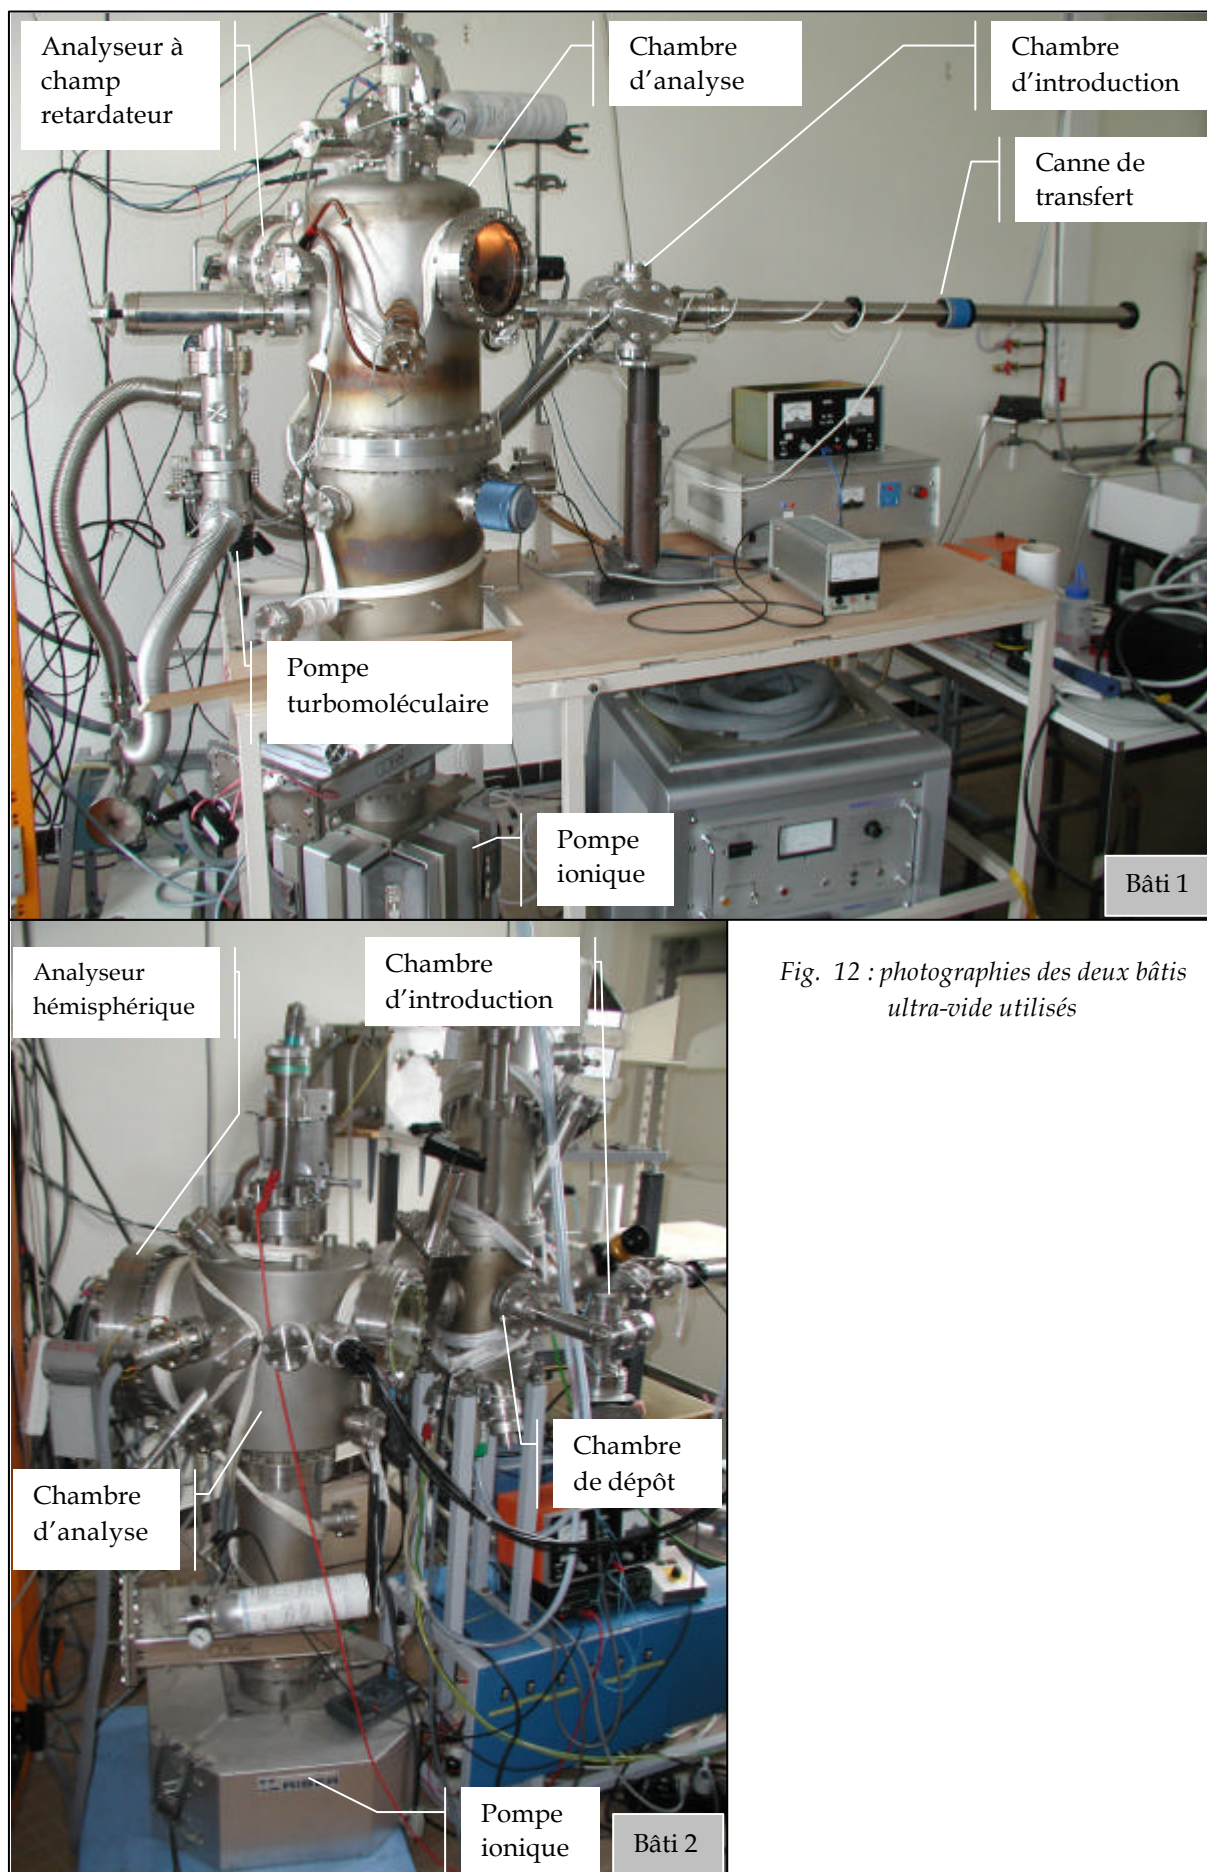 Analyseur à
champ
retardateur
Chambre
d'analyse
Chambre
d'introduction
Canne de
transfert
Pompe
turbomoléculaire
Pompe
ionique
Bâti 1
Analyseur
hémisphérique
Chambre
d'introduction
Fig. 12 : photographies des deux bâtis
ultra-vide utilisés
Chambre
de dépôt
Chambre
d'analyse
RIBER
Pompe
ionique
Bâti 2